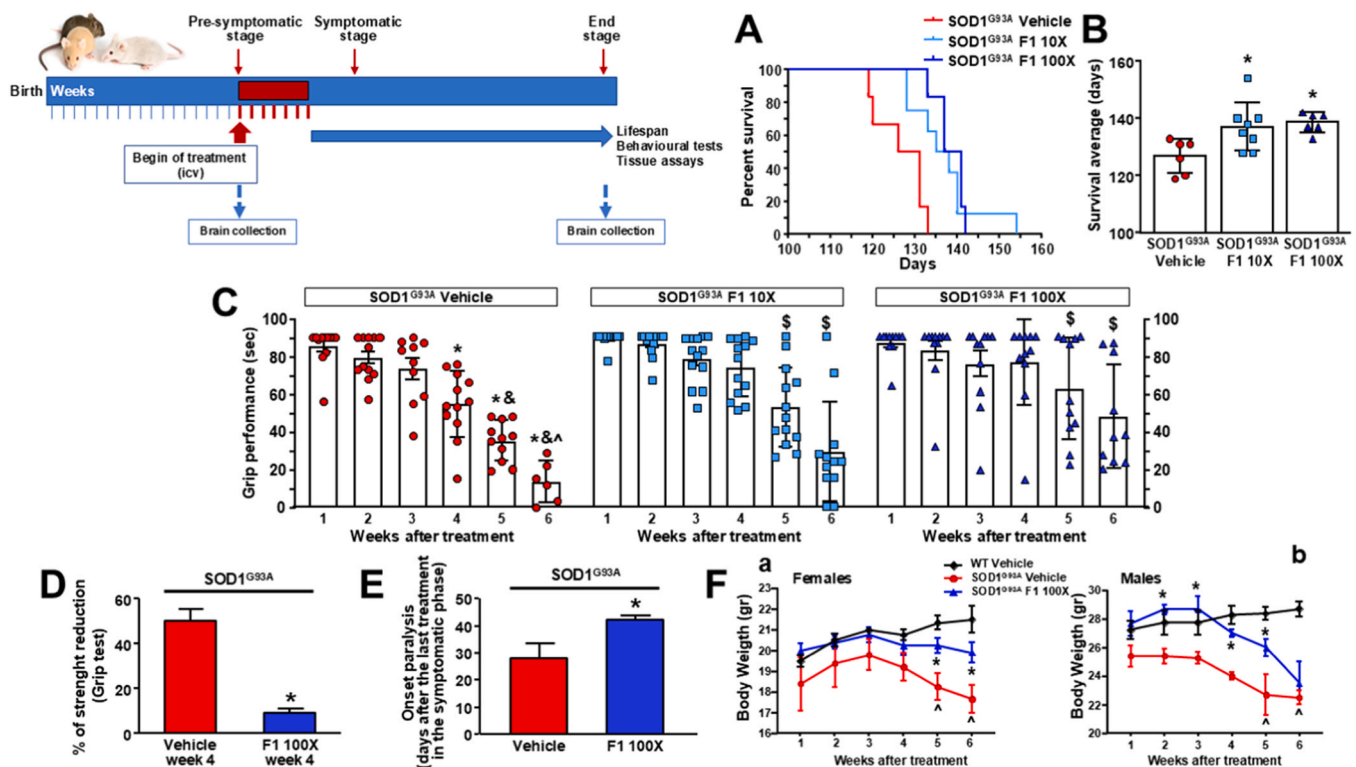 Pre-symptomatic
stage
Symptomatic
stage
End
stage
Birth
Weeks
Begin of treatment
(icv)
Lifespan
Behavioural tests
Tissue assays
Brain collection
Brain collection
A
SOD1G93A Vehicle
SOD1G93A F1 10X
SOD1G93A F1 100X
Percent survival
100
80
60
40
20
0
100 120 130 140 150 160
Days
B
Survival average (days)
160
140
120
100
*
*
SOD1G93A SOD1G93A SOD1G93A
Vehicle F1 10X F1 100X
C
SOD1G93A Vehicle
SOD1G93A F1 10X
SOD1G93A F1 100X
Grip performance (sec)
100
80
60
40
20
0
*
*&
*&^
$
$
$
$
100
80
60
40
20
0
1 2 3 4 5 6
1 2 3 4 5 6
1 2 3 4 5 6
Weeks after treatment
Weeks after treatment
Weeks after treatment
D
SOD1G93A
% of strenght reduction
(Grip test)
60
40
20
0
*
Vehicle
week 4
F1 100X
week 4
E
SOD1G93A
Onset paralysis
(days after the last treatment
in the symptomatic phase)
50
40
30
20
10
0
*
Vehicle
F1 100X
F
a
WT Vehicle
SOD1G93A Vehicle
SOD1G93A F1 100X
Females
Body Weigth (gr)
23
22
21
20
19
18
17
16
*
*
^
^
1 2 3 4 5 6
Weeks after treatment
b
Males
Body Weigth (gr)
30
28
26
24
22
20
*
*
*
*
^
^
1 2 3 4 5 6
Weeks after treatment